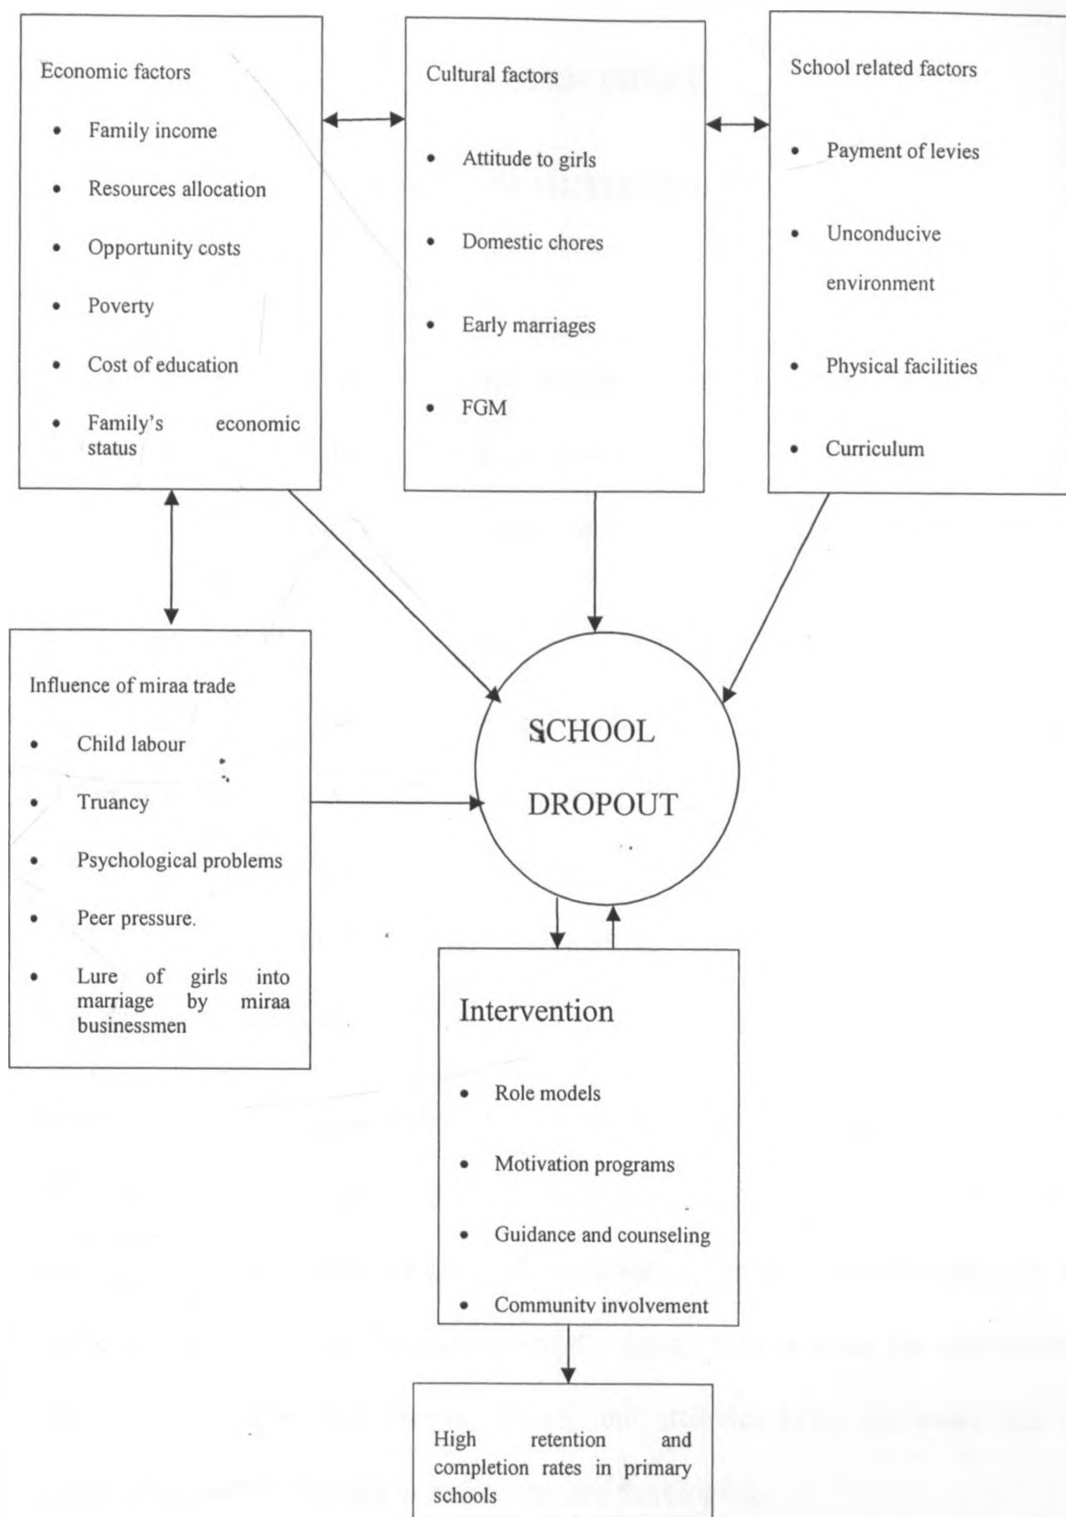 Economic factors
• Family income
• Resources allocation
• Opportunity costs
• Poverty
• Cost of education
• Family's economic
status
Cultural factors
• Attitude to girls
• Domestic chores
• Early marriages
• FGM
School related factors
• Payment of levies
• Unconducive
environment
• Physical facilities
• Curriculum
Influence of miraa trade
• Child labour
• Truancy
• Psychological problems
• Peer pressure.
• Lure of girls into
marriage by miraa
businessmen
SCHOOL
DROPOUT
Intervention
• Role models
• Motivation programs
• Guidance and counseling
• Community involvement
High retention and
completion rates in primary
schools